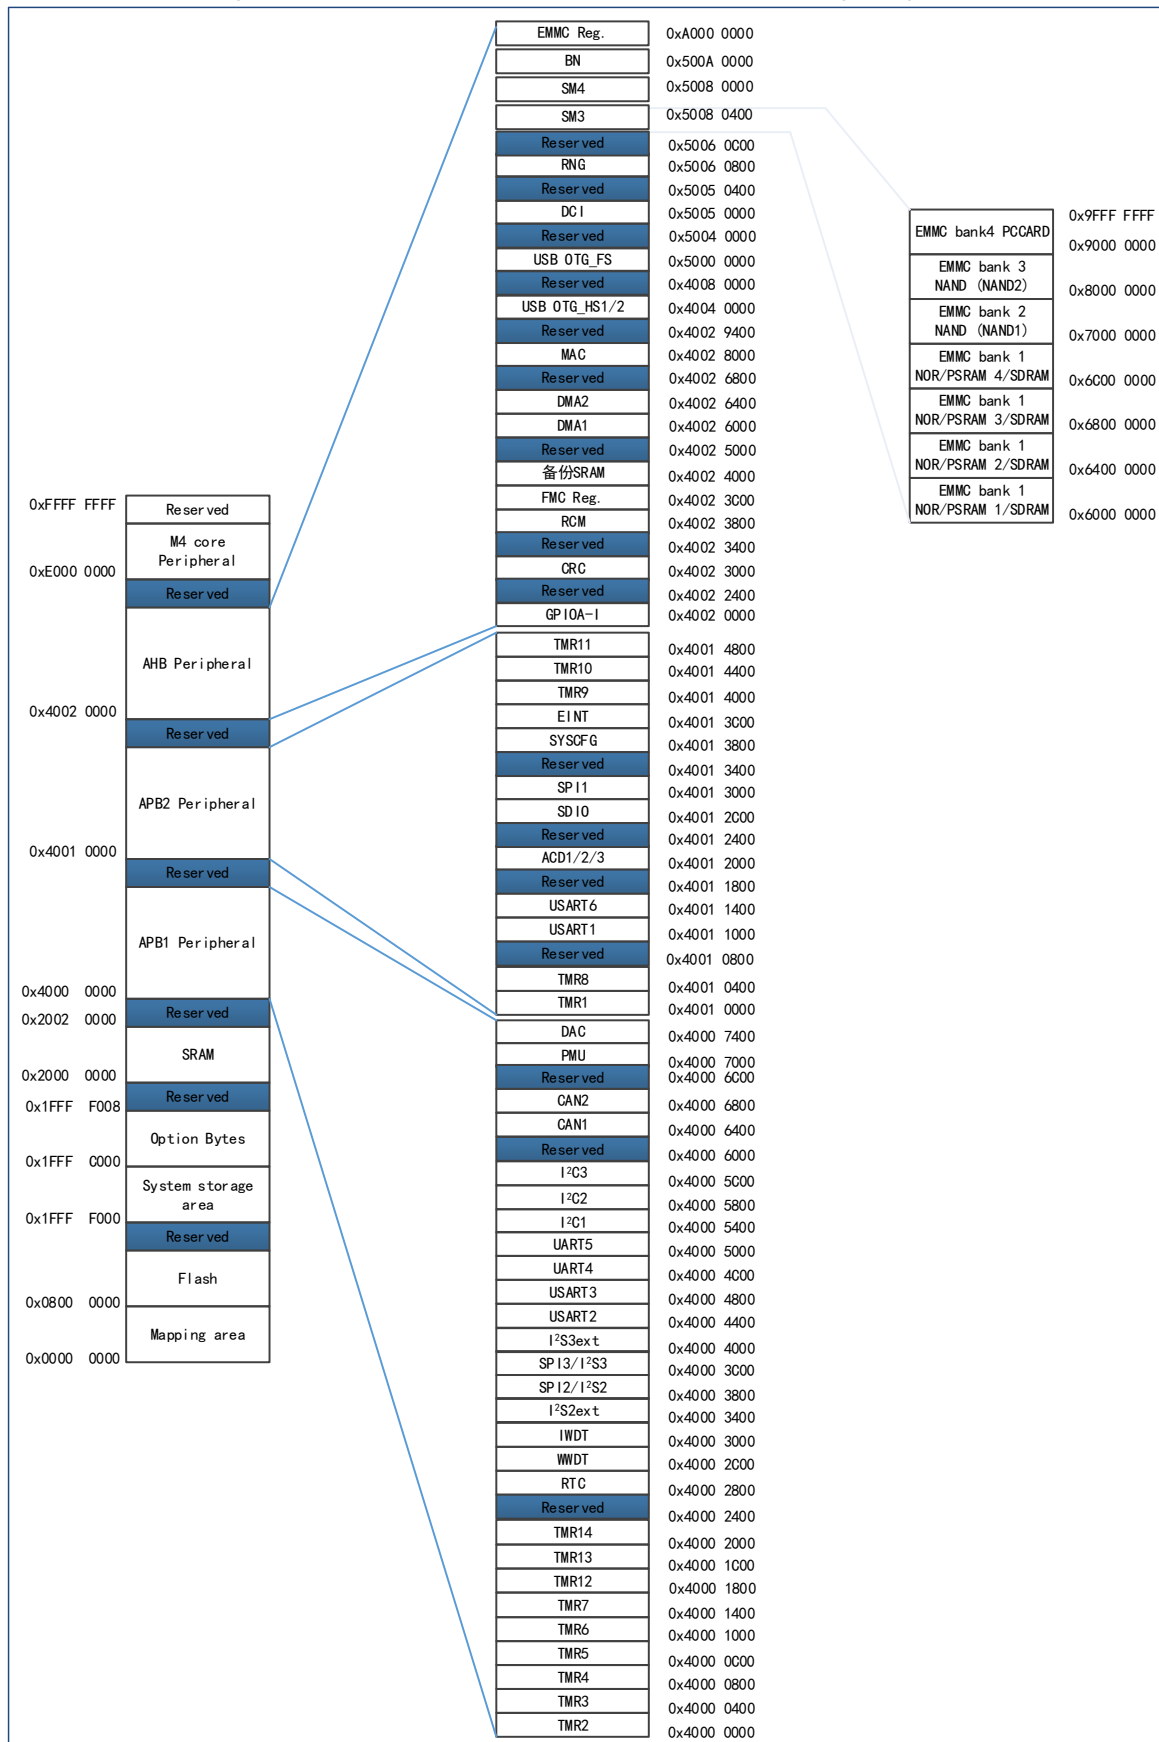 0xFFFF FFFF
Reserved
M4 core
Peripheral
0xE000 0000
Reserved
AHB Peripheral
0x4002 0000
Reserved
APB2 Peripheral
0x4001 0000
Reserved
APB1 Peripheral
0x4000 0000
Reserved
0x2002 0000
SRAM
0x2000 0000
Reserved
0x1FFF F008
Option Bytes
0x1FFF C000
System storage
area
0x1FFF F000
Reserved
Flash
0x0800 0000
Mapping area
0x0000 0000
EMMC Reg. 0xA000 0000
BN 0x500A 0000
SM4 0x5008 0000
SM3 0x5008 0400
Reserved 0x5006 0C00
RNG 0x5006 0800
Reserved 0x5005 0400
DCI 0x5005 0000
Reserved 0x5004 0000
USB OTG_FS 0x5000 0000
Reserved 0x4008 0000
USB OTG_HS1/2 0x4004 0000
Reserved 0x4002 9400
MAC 0x4002 8000
Reserved 0x4002 6800
DMA2 0x4002 6400
DMA1 0x4002 6000
Reserved 0x4002 5000
备份SRAM 0x4002 4000
FMC Reg. 0x4002 3C00
RCM 0x4002 3800
Reserved 0x4002 3400
CRC 0x4002 3000
Reserved 0x4002 2400
GPIOA-I 0x4002 0000
TMR11 0x4001 4800
TMR10 0x4001 4400
TMR9 0x4001 4000
EINT 0x4001 3C00
SYSCFG 0x4001 3800
Reserved 0x4001 3400
SPI1 0x4001 3000
SDIO 0x4001 2C00
Reserved 0x4001 2400
ACD1/2/3 0x4001 2000
Reserved 0x4001 1800
USART6 0x4001 1400
USART1 0x4001 1000
Reserved 0x4001 0800
TMR8 0x4001 0400
TMR1 0x4001 0000
DAC 0x4000 7400
PMU 0x4000 7000
Reserved 0x4000 6C00
CAN2 0x4000 6800
CAN1 0x4000 6400
Reserved 0x4000 6000
I²C3 0x4000 5C00
I²C2 0x4000 5800
I²C1 0x4000 5400
UART5 0x4000 5000
UART4 0x4000 4C00
USART3 0x4000 4800
USART2 0x4000 4400
I²S3ext 0x4000 4000
SPI3/I²S3 0x4000 3C00
SPI2/I²S2 0x4000 3800
I²S2ext 0x4000 3400
IWDT 0x4000 3000
WWDT 0x4000 2C00
RTC 0x4000 2800
Reserved 0x4000 2400
TMR14 0x4000 2000
TMR13 0x4000 1C00
TMR12 0x4000 1800
TMR7 0x4000 1400
TMR6 0x4000 1000
TMR5 0x4000 0C00
TMR4 0x4000 0800
TMR3 0x4000 0400
TMR2 0x4000 0000
0x9FFF FFFF
EMMC bank4 PCCARD
0x9000 0000
EMMC bank 3
NAND (NAND2)
0x8000 0000
EMMC bank 2
NAND (NAND1)
0x7000 0000
EMMC bank 1
NOR/PSRAM 4/SDRAM
0x6C00 0000
EMMC bank 1
NOR/PSRAM 3/SDRAM
0x6800 0000
EMMC bank 1
NOR/PSRAM 2/SDRAM
0x6400 0000
EMMC bank 1
NOR/PSRAM 1/SDRAM
0x6000 0000